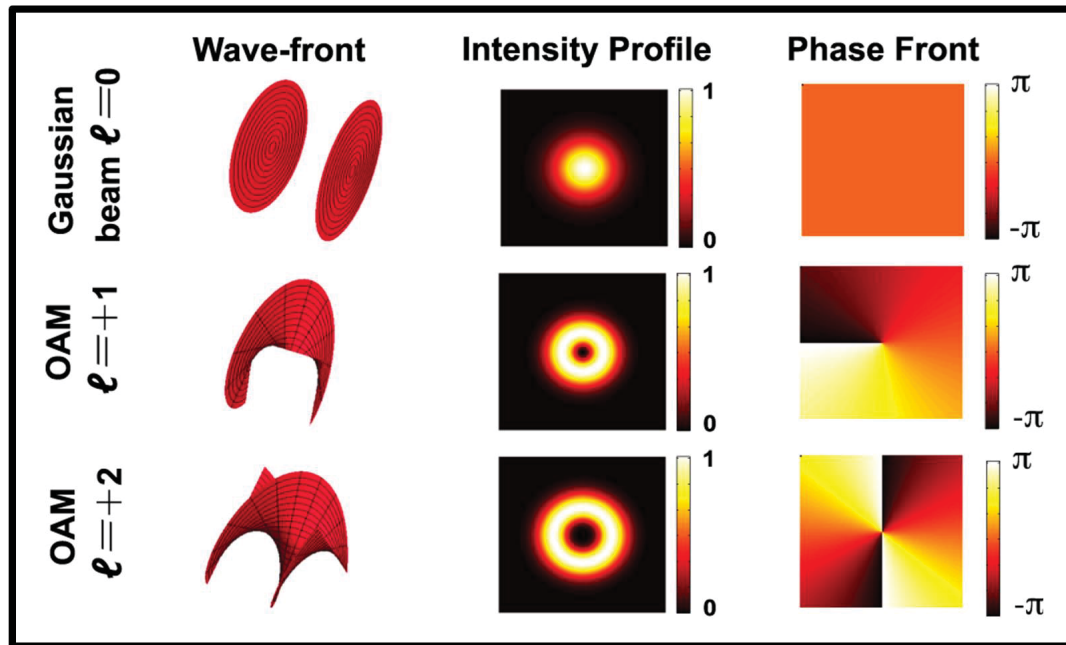 Wave-front
Intensity Profile
Phase Front
Gaussian
beam ℓ=0
1
0
π
-π
OAM
ℓ=+1
1
0
π
-π
OAM
ℓ=+2
1
0
π
-π